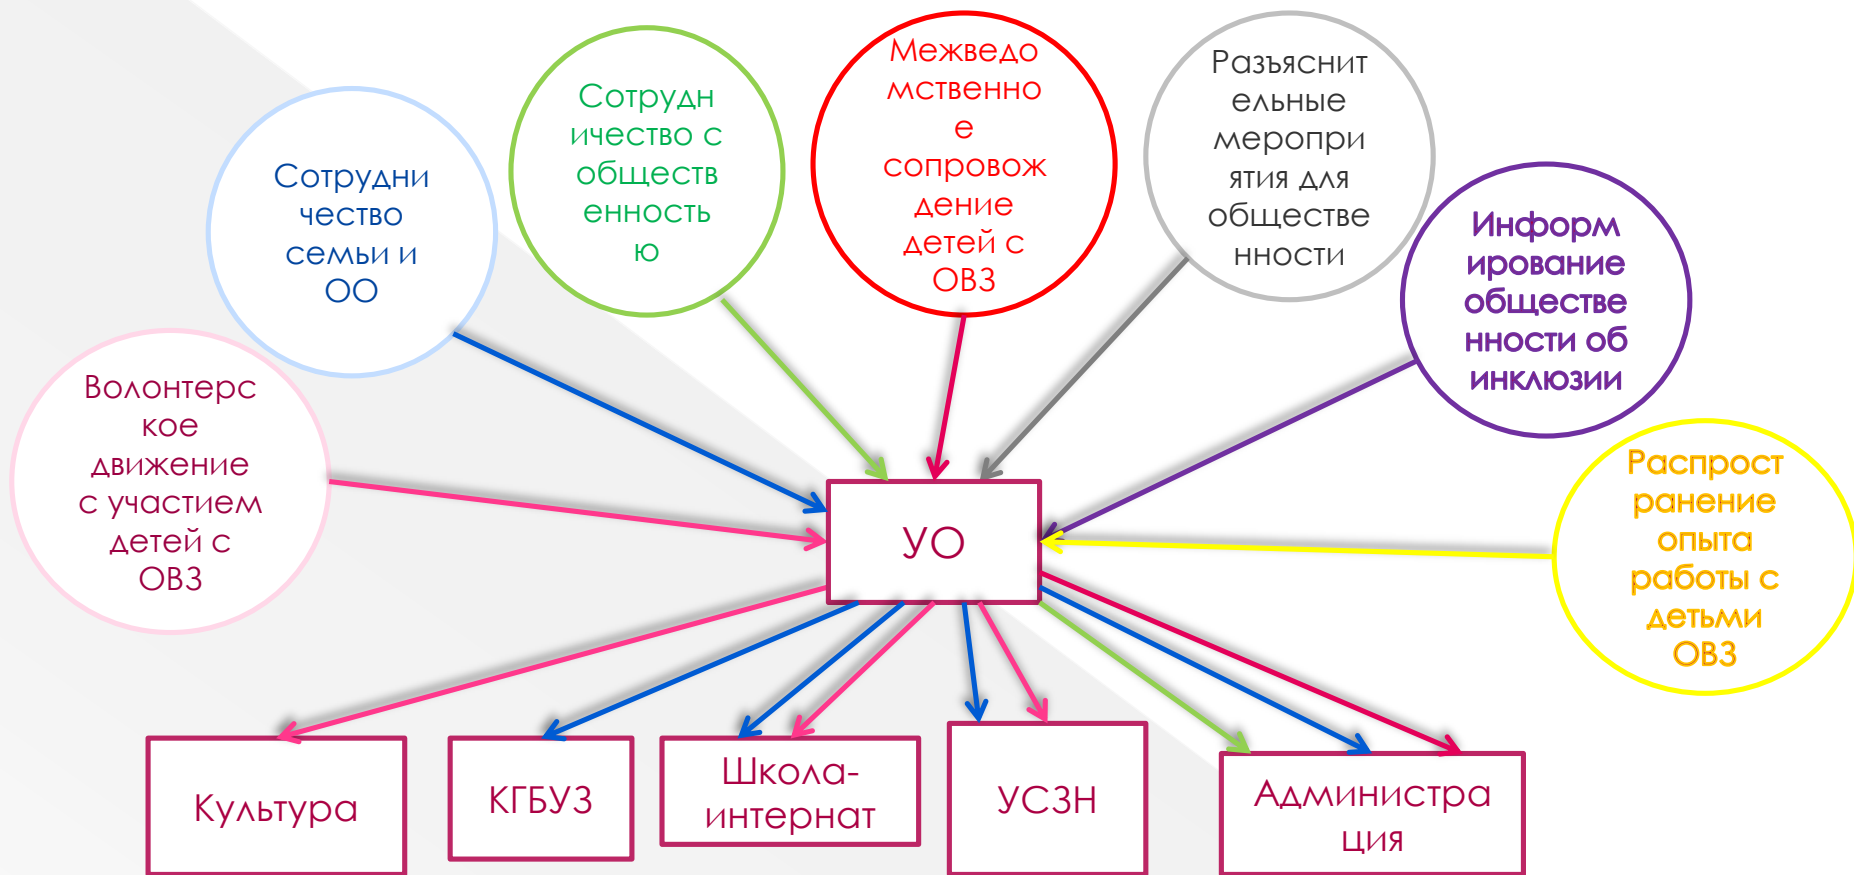 Межведо
мственно
е
сопровож
дение
детей с
ОВЗ
Разъяснит
ельные
меропри
ятия для
обществе
нности
Сотрудн
ичество с
обществ
енность
ю
Сотрудни
чество
семьи и
ОО
Информ
ирование
обществе
нности об
инклюзии
Волонтерс
кое
движение
с участием
детей с
ОВЗ
Распрост
ранение
опыта
работы с
детьми
ОВЗ
УО
Культура
КГБУЗ
Школа-
интернат
УСЗН
Администра
ция